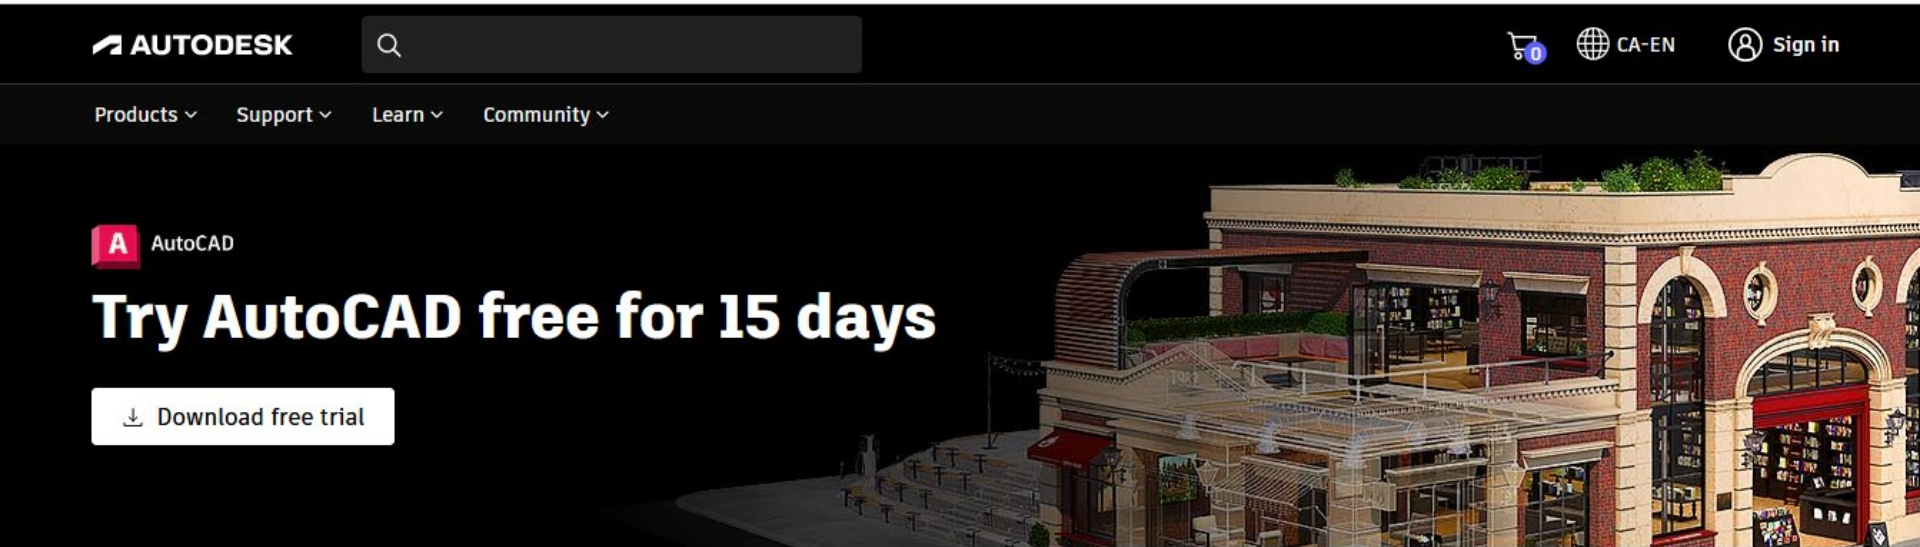 AUTODESK
0
CA-EN
Sign in
Products
Support
Learn
Community
A
AutoCAD
Try AutoCAD free for 15 days
Download free trial